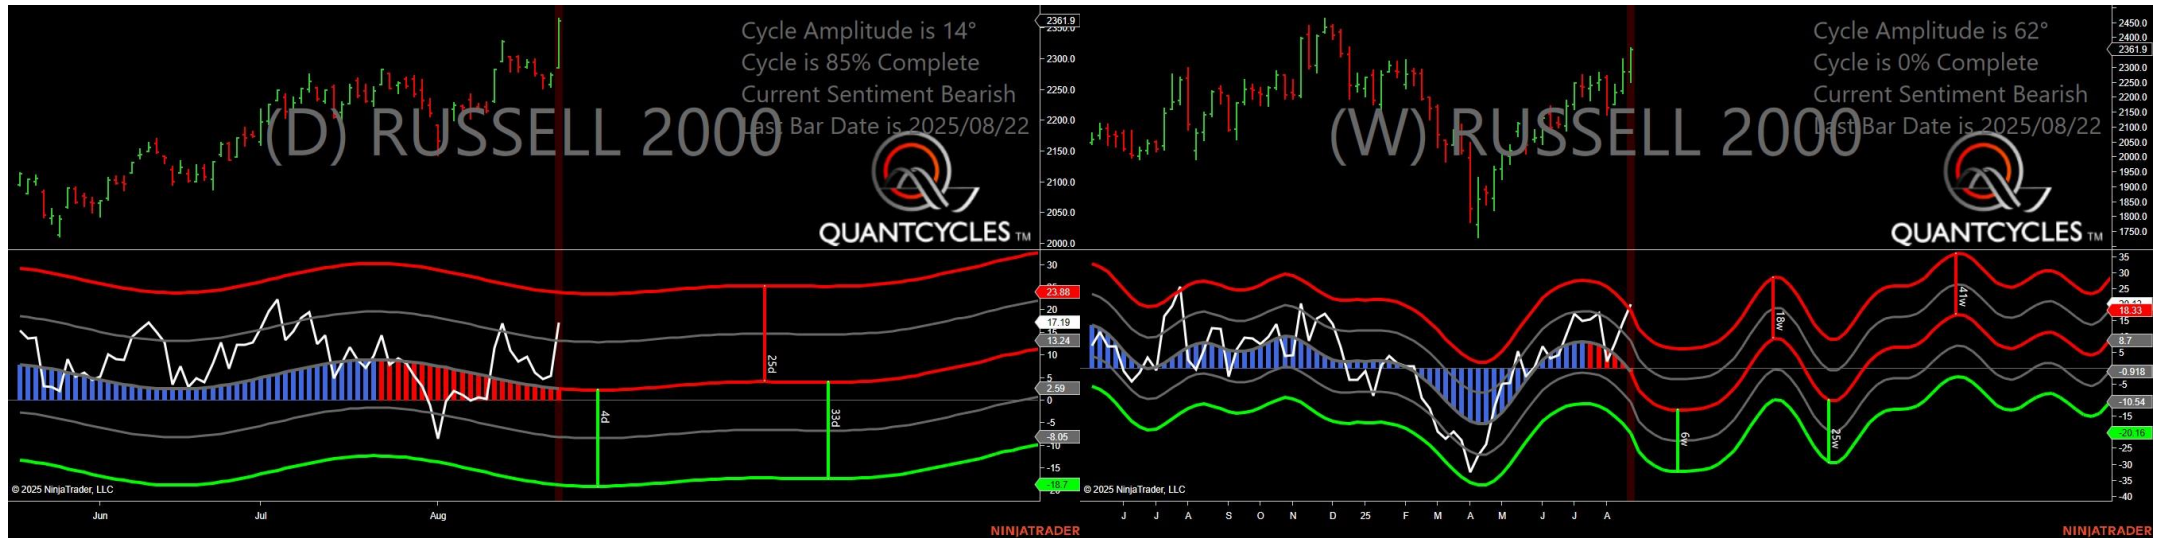 Cycle Amplitude is 14°
Cycle is 85% Complete
Current Sentiment Bearish
Last Bar Date is 2025/08/22
(D) RUSSELL 2000
QUANTCYCLES TM
2361.9
2350.0
2300.0
2250.0
2200.0
2150.0
2100.0
2050.0
2000.0
30
25
23.88
20
17.19
15
13.24
10
5
2.59
0
-5
-8.05
-10
-15
-18.7
25d
4d
33d
© 2025 NinjaTrader, LLC
Jun Jul Aug
NINJATRADER
Cycle Amplitude is 62°
Cycle is 0% Complete
Current Sentiment Bearish
Last Bar Date is 2025/08/22
(W) RUSSELL 2000
QUANTCYCLES TM
2450.0
2400.0
2361.9
2300.0
2250.0
2200.0
2150.0
2100.0
2050.0
2000.0
1950.0
1900.0
1850.0
1800.0
1750.0
35
30
25
18.33
15
8.7
5
-0.918
-5
-10.54
-15
-20.16
-25
-30
-35
-40
18w
41w
6w
25w
© 2025 NinjaTrader, LLC
J J A S O N D 25 F M A M J J A
NINJATRADER